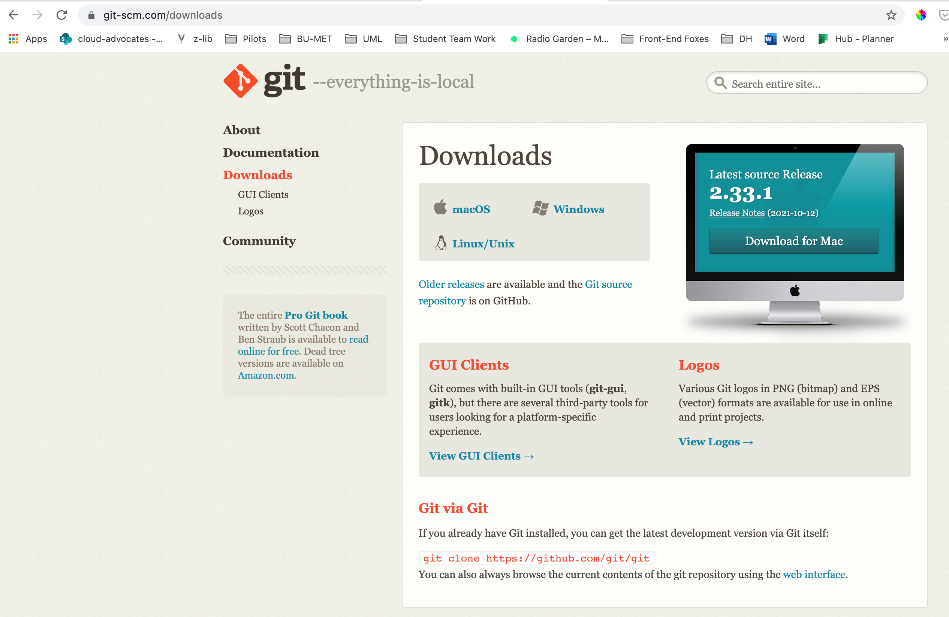 git-scm.com/downloads
Apps cloud-advocates -... z-lib Pilots BU-MET UML Student Team Work Radio Garden – M... Front-End Foxes DH Word Hub - Planner »
git --everything-is-local
Search entire site...
About
Documentation
Downloads
GUI Clients
Logos
Community
The entire Pro Git book
written by Scott Chacon and
Ben Straub is available to read
online for free. Dead tree
versions are available on
Amazon.com.
Downloads
macOS Windows
Linux/Unix
Older releases are available and the Git source
repository is on GitHub.
Latest source Release
2.33.1
Release Notes (2021-10-12)
Download for Mac
GUI Clients
Git comes with built-in GUI tools (git-gui,
gitk), but there are several third-party tools for
users looking for a platform-specific
experience.
View GUI Clients →
Logos
Various Git logos in PNG (bitmap) and EPS
(vector) formats are available for use in online
and print projects.
View Logos →
Git via Git
If you already have Git installed, you can get the latest development version via Git itself:
git clone https://github.com/git/git
You can also always browse the current contents of the git repository using the web interface.